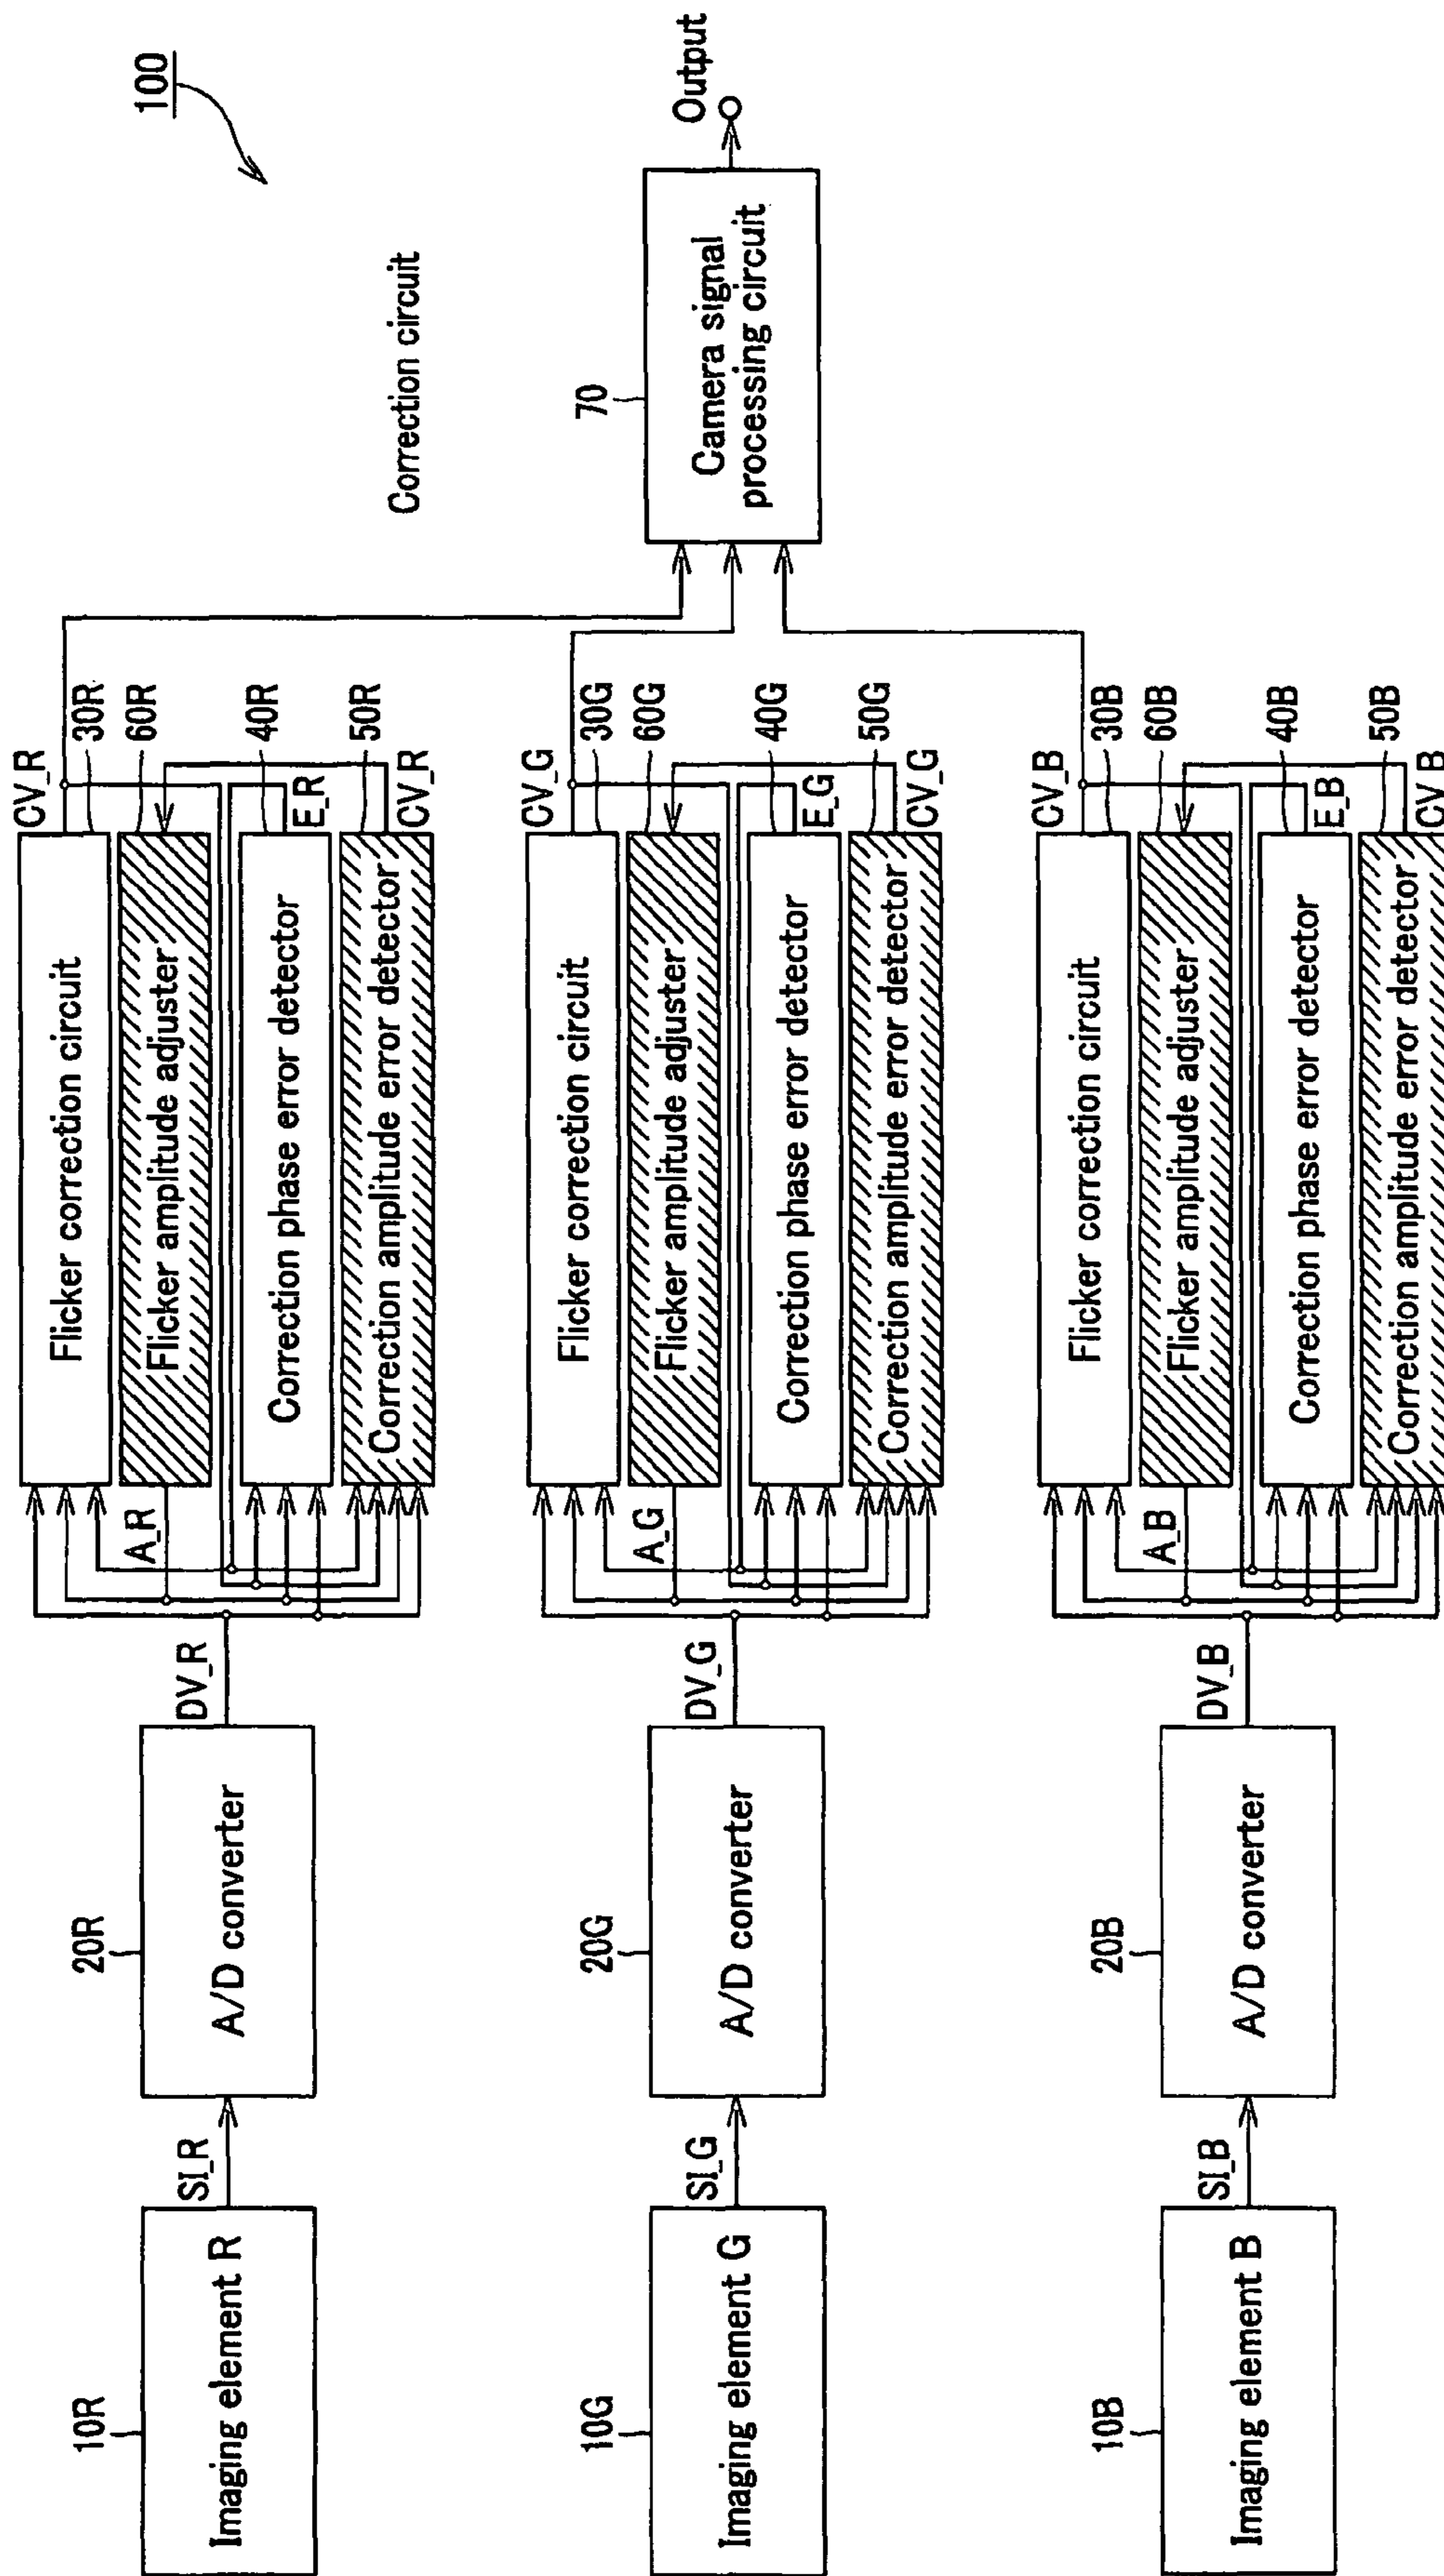 100
Correction circuit
10R
Imaging element R
SI_R
20R
A/D converter
DV_R
A_R
Flicker correction circuit
CV_R
30R
Flicker amplitude adjuster
60R
Correction phase error detector
40R
E_R
Correction amplitude error detector
50R
CV_R
10G
Imaging element G
SI_G
20G
A/D converter
DV_G
A_G
Flicker correction circuit
CV_G
30G
Flicker amplitude adjuster
60G
Correction phase error detector
40G
E_G
Correction amplitude error detector
50G
CV_G
70
Camera signal
processing circuit
Output
10B
Imaging element B
SI_B
20B
A/D converter
DV_B
A_B
Flicker correction circuit
CV_B
30B
Flicker amplitude adjuster
60B
Correction phase error detector
40B
E_B
Correction amplitude error detector
50B
CV_B